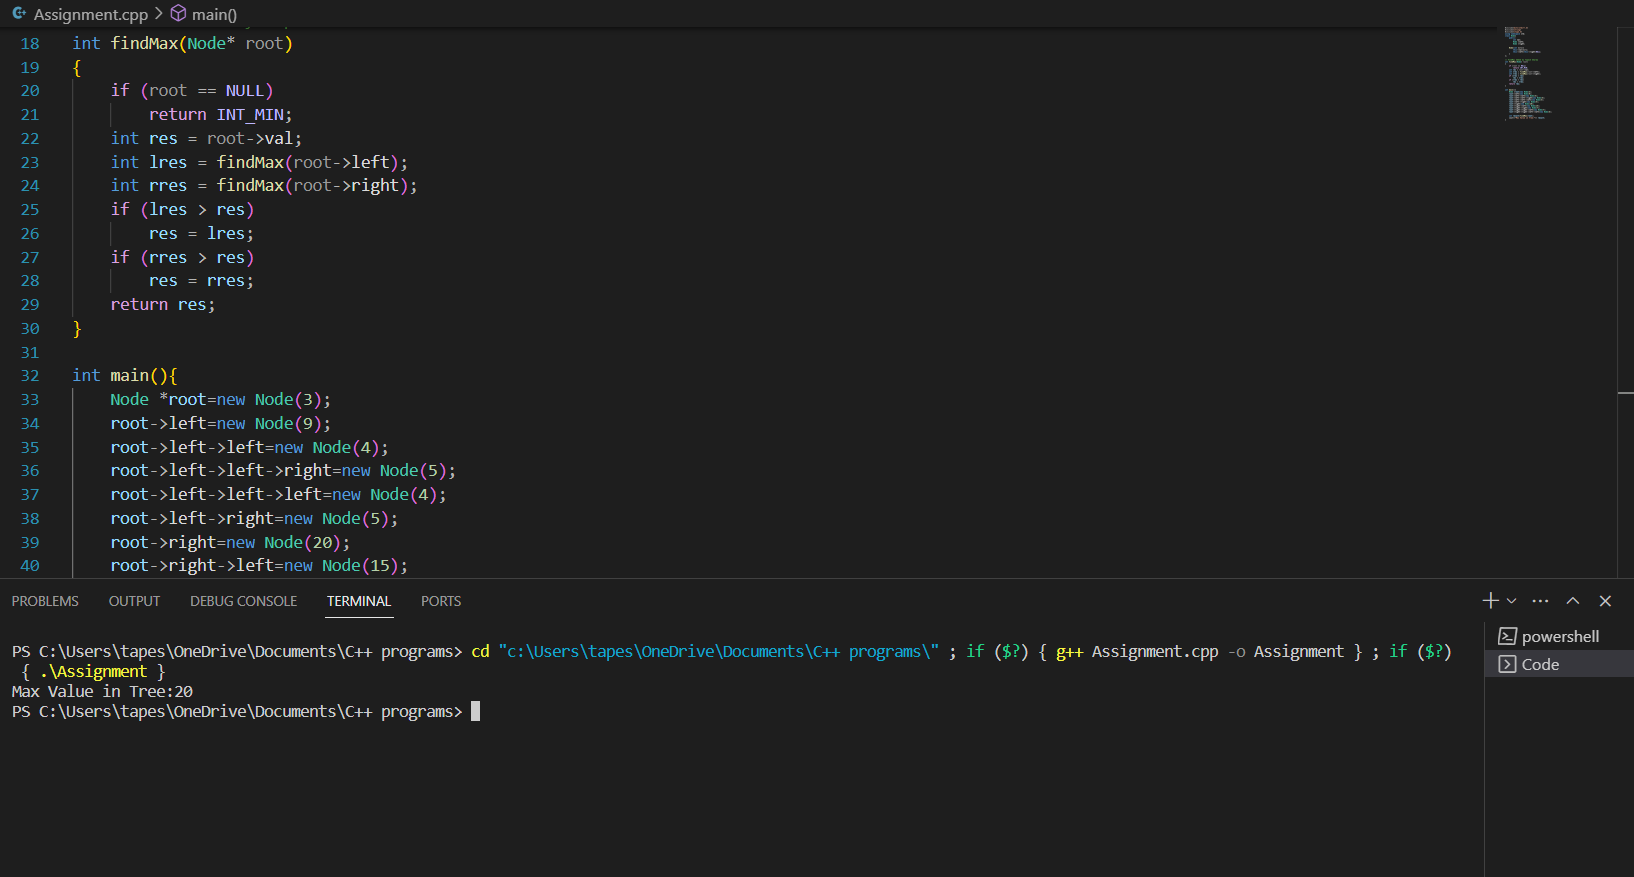 Assignment.cpp > main()
18 int findMax(Node* root)
19 {
20 if (root == NULL)
21 return INT_MIN;
22 int res = root->val;
23 int lres = findMax(root->left);
24 int rres = findMax(root->right);
25 if (lres > res)
26 res = lres;
27 if (rres > res)
28 res = rres;
29 return res;
30 }
31
32 int main(){
33 Node *root=new Node(3);
34 root->left=new Node(9);
35 root->left->left=new Node(4);
36 root->left->left->right=new Node(5);
37 root->left->left->left=new Node(4);
38 root->left->right=new Node(5);
39 root->right=new Node(20);
40 root->right->left=new Node(15);
PROBLEMS OUTPUT DEBUG CONSOLE TERMINAL PORTS
PS C:\Users\tapes\OneDrive\Documents\C++ programs> cd "c:\Users\tapes\OneDrive\Documents\C++ programs\" ; if ($?) { g++ Assignment.cpp -o Assignment } ; if ($?)
{ .\Assignment }
Max Value in Tree:20
PS C:\Users\tapes\OneDrive\Documents\C++ programs>
powershell
Code